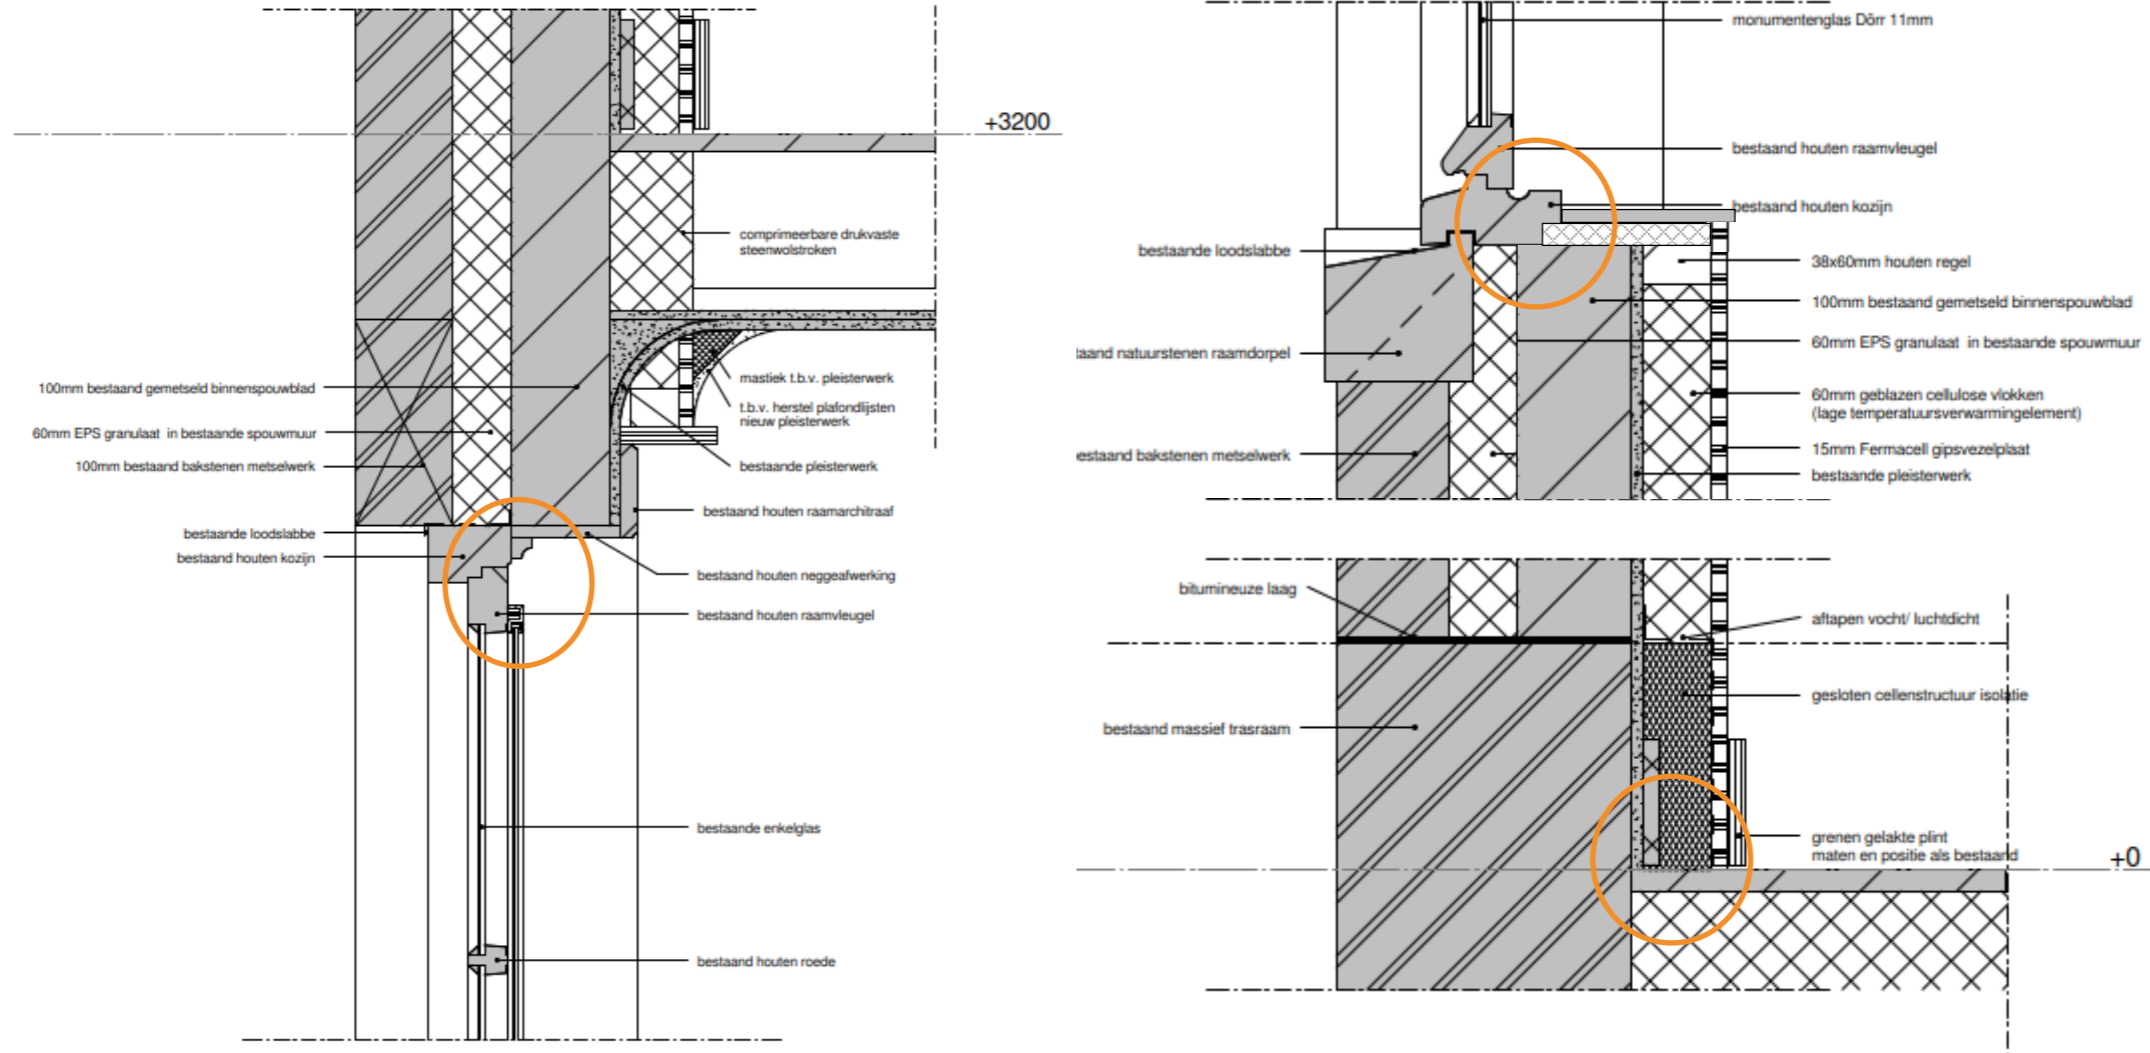 +3200
comprimeerbare drukvaste
steenwolstroken
mastiek t.b.v. pleisterwerk
t.b.v. herstel plafondlijsten
nieuw pleisterwerk
100mm bestaand gemetseld binnenspouwblad
60mm EPS granulaat in bestaande spouwmuur
100mm bestaand bakstenen metselwerk
bestaande pleisterwerk
bestaand houten raamarchitraaf
bestaande loodslabbe
bestaand houten kozijn
bestaand houten neggeafwerking
bestaand houten raamvleugel
bestaande enkelglas
bestaand houten roede
monumentenglas Dörr 11mm
bestaand houten raamvleugel
bestaand houten kozijn
bestaande loodslabbe
38x60mm houten regel
100mm bestaand gemetseld binnenspouwblad
60mm EPS granulaat in bestaande spouwmuur
taand natuurstenen raamdorpel
60mm geblazen cellulose vlokken
(lage temperatuursverwarmingelement)
15mm Fermacell gipsvezelplaat
bestaand bakstenen metselwerk
bestaande pleisterwerk
bitumineuze laag
aftapen vocht/ luchtdicht
gesloten cellenstructuur isolatie
bestaand massief trasraam
grenen gelakte plint
maten en positie als bestaand
+0